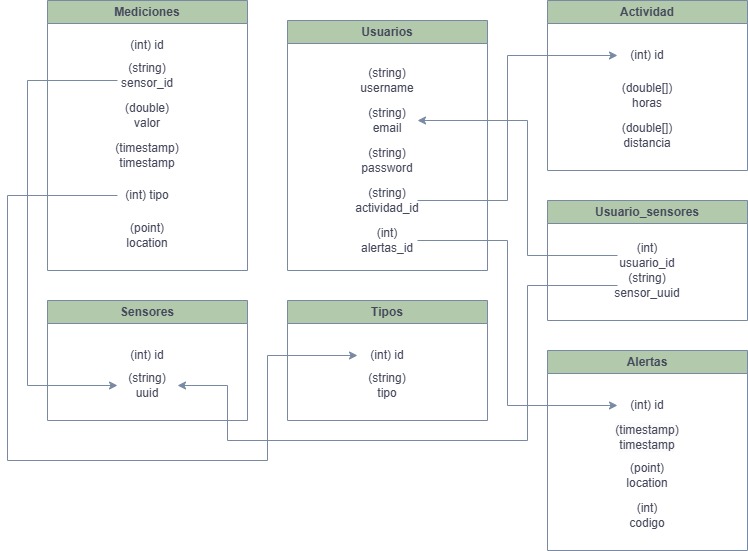 Mediciones
(int) id
(string)
sensor_id
(double)
valor
(timestamp)
timestamp
(int) tipo
(point)
location
Usuarios
(string)
username
(string)
email
(string)
password
(string)
actividad_id
(int)
alertas_id
Actividad
(int) id
(double[])
horas
(double[])
distancia
Usuario_sensores
(int)
usuario_id
(string)
sensor_uuid
Sensores
(int) id
(string)
uuid
Tipos
(int) id
(string)
tipo
Alertas
(int) id
(timestamp)
timestamp
(point)
location
(int)
codigo